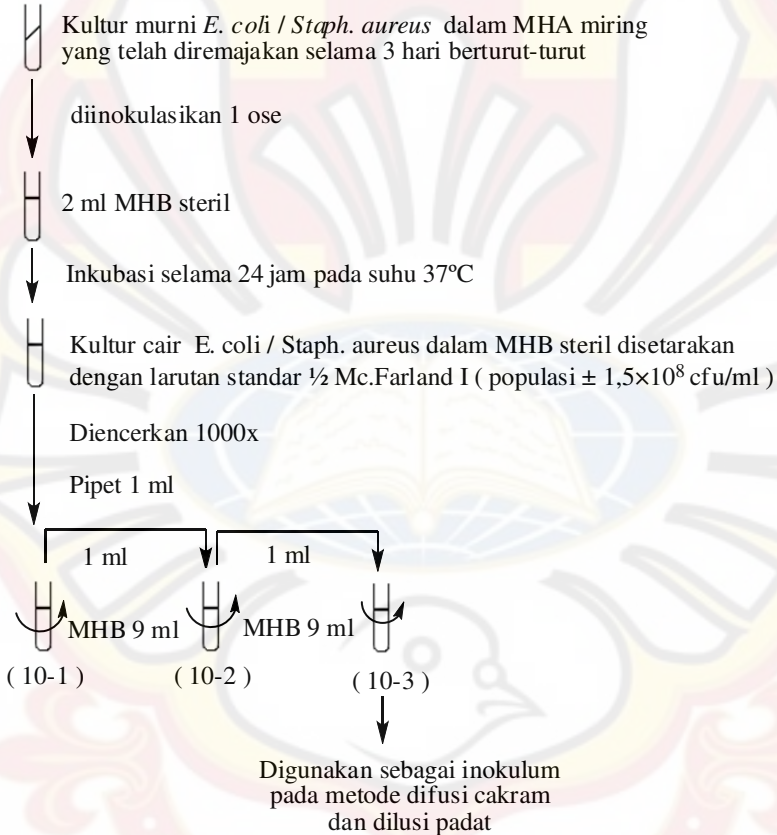 Kultur murni E. coli / Staph. aureus dalam MHA miring
yang telah diremajakan selama 3 hari berturut-turut
diinokulasikan 1 ose
2 ml MHB steril
Inkubasi selama 24 jam pada suhu 37ºC
Kultur cair E. coli / Staph. aureus dalam MHB steril disetarakan
dengan larutan standar ½ Mc.Farland I ( populasi ± 1,5×10⁸ cfu/ml )
Diencerkan 1000x
Pipet 1 ml
1 ml 1 ml
MHB 9 ml MHB 9 ml
( 10-1 ) ( 10-2 ) ( 10-3 )
Digunakan sebagai inokulum
pada metode difusi cakram
dan dilusi padat